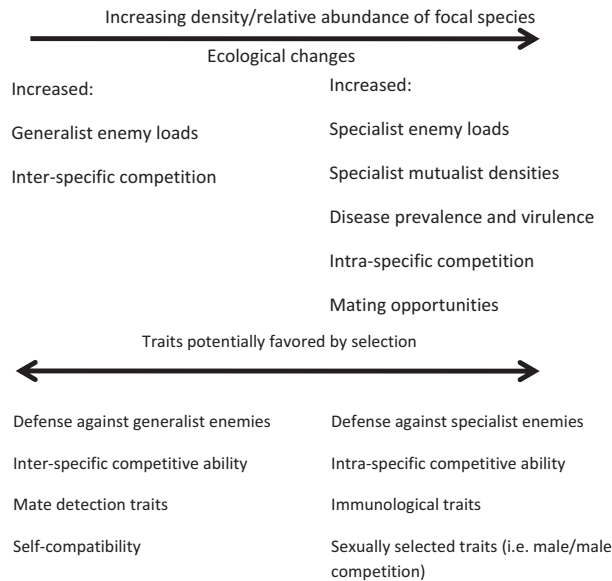 Increasing density/relative abundance of focal species
Ecological changes
Increased:
Generalist enemy loads
Inter-specific competition
Increased:
Specialist enemy loads
Specialist mutualist densities
Disease prevalence and virulence
Intra-specific competition
Mating opportunities
Traits potentially favored by selection
Defense against generalist enemies
Inter-specific competitive ability
Mate detection traits
Self-compatibility
Defense against specialist enemies
Intra-specific competitive ability
Immunological traits
Sexually selected traits (i.e. male/male
competition)